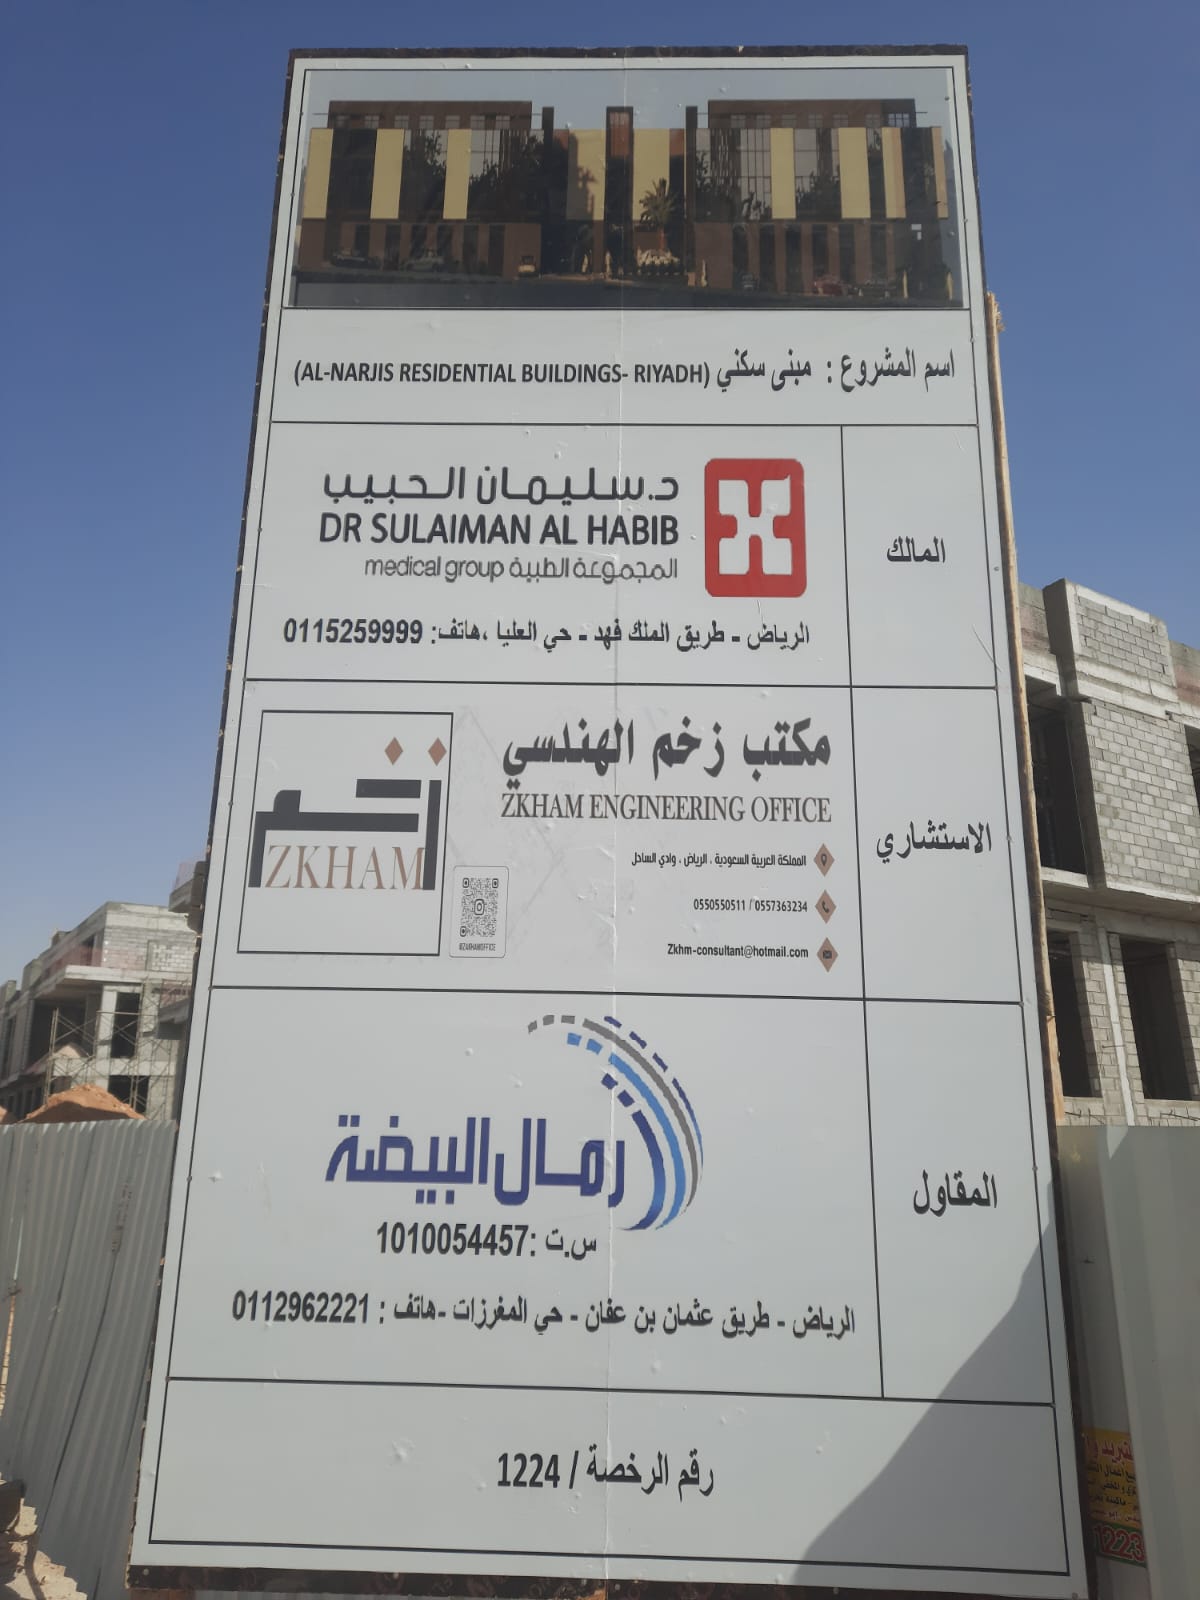 اسم المشروع : مبنى سكني (AL-NARJIS RESIDENTIAL BUILDINGS- RIYADH)
المالك
د.سليمان الحبيب
DR SULAIMAN AL HABIB
medical group المجموعة الطبية
الرياض - طريق الملك فهد - حي العليا ،هاتف: 0115259999
الاستشاري
مكتب زخم الهندسي
ZKHAM ENGINEERING OFFICE
المملكة العربية السعودية ، الرياض ، وادي الساحل
0550550511 / 0557363234
Zkhm-consultant@hotmail.com
زخم
ZKHAM
المقاول
رمال البيضة
س.ت :1010054457
الرياض - طريق عثمان بن عفان - حي المغرزات -هاتف : 0112962221
رقم الرخصة / 1224